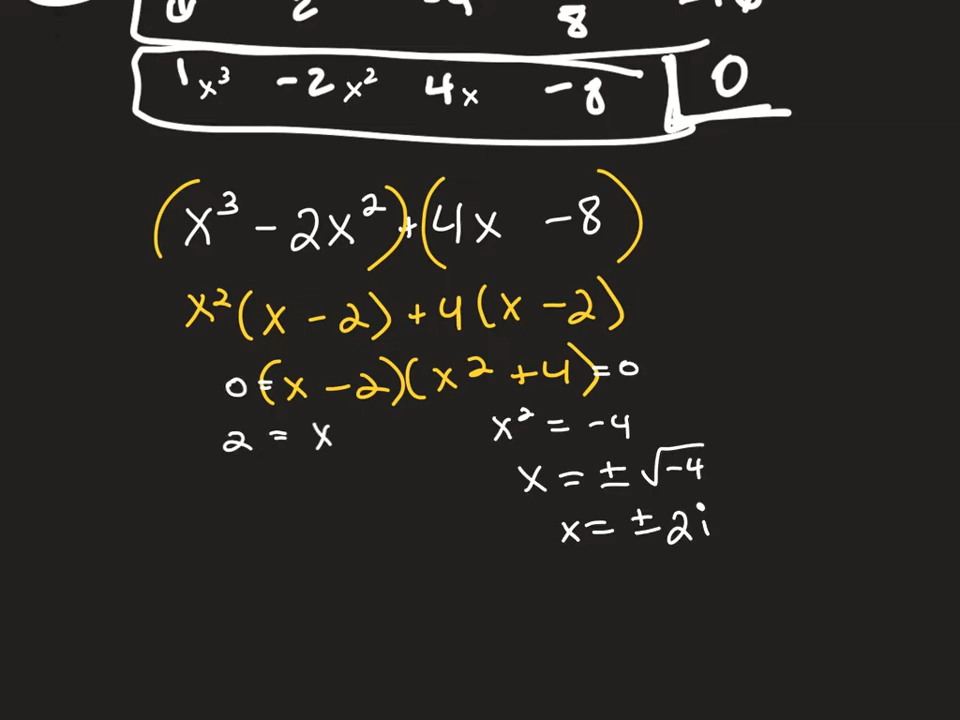 8
1x³ -2x² 4x -8 0
(x³ - 2x²) + (4x - 8)
x²(x - 2) + 4(x - 2)
0 = (x - 2)(x² + 4) = 0
2 = x x² = -4
x = ± √-4
x = ± 2i